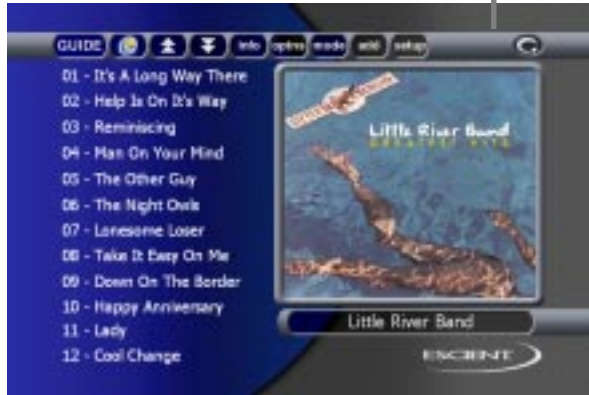 GUIDE info optns mode add setup
01 - It's A Long Way There
02 - Help Is On It's Way
03 - Reminiscing
04 - Man On Your Mind
05 - The Other Guy
06 - The Night Owls
07 - Lonesome Loser
08 - Take It Easy On Me
09 - Down On The Border
10 - Happy Anniversary
11 - Lady
12 - Cool Change
LITTLE RIVER BAND
Little River Band
GREATEST HITS
Little River Band
ESCIENT